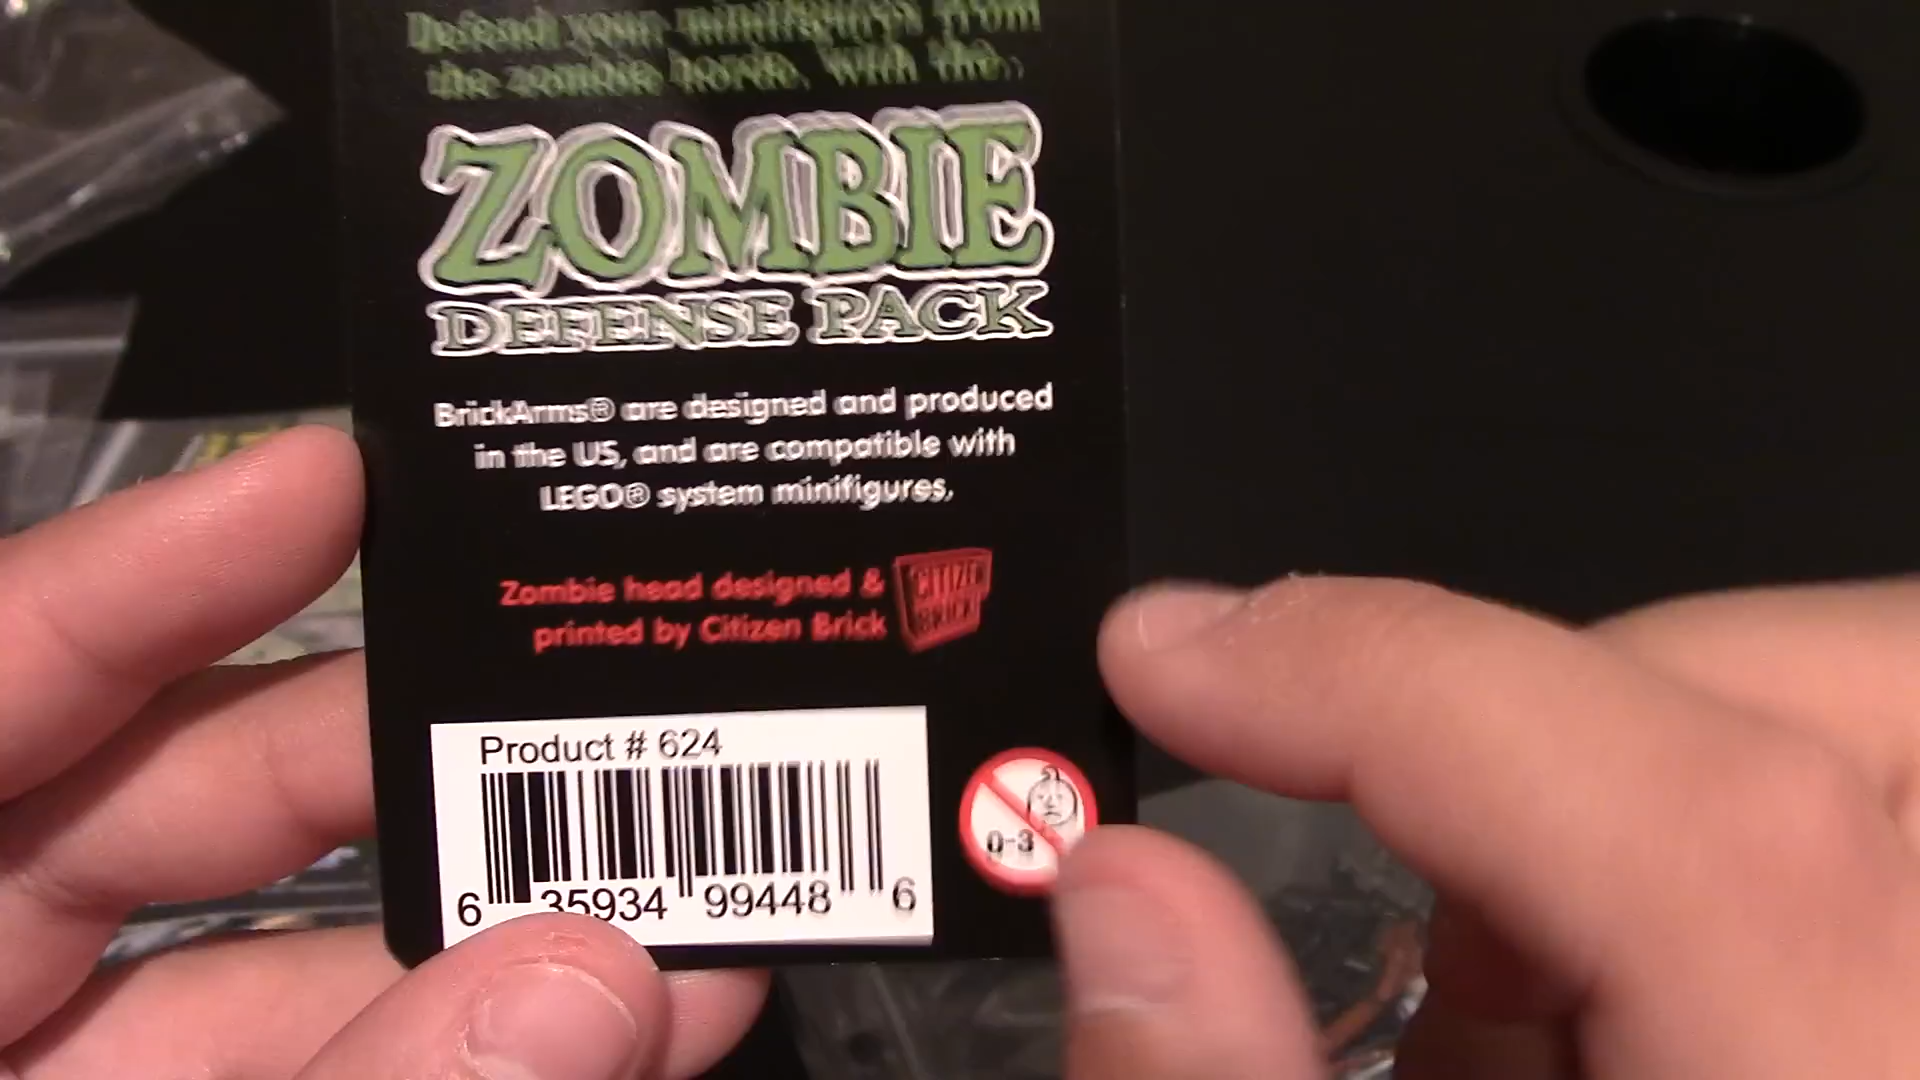 Defend your minifigures from
the zombie horde, with the..
ZOMBIE
DEFENSE PACK
BrickArms® are designed and produced
in the US, and are compatible with
LEGO® system minifigures.
Zombie head designed &
printed by Citizen Brick
CITIZEN
BRICK
Product # 624
0-3
6 35934 99448 6